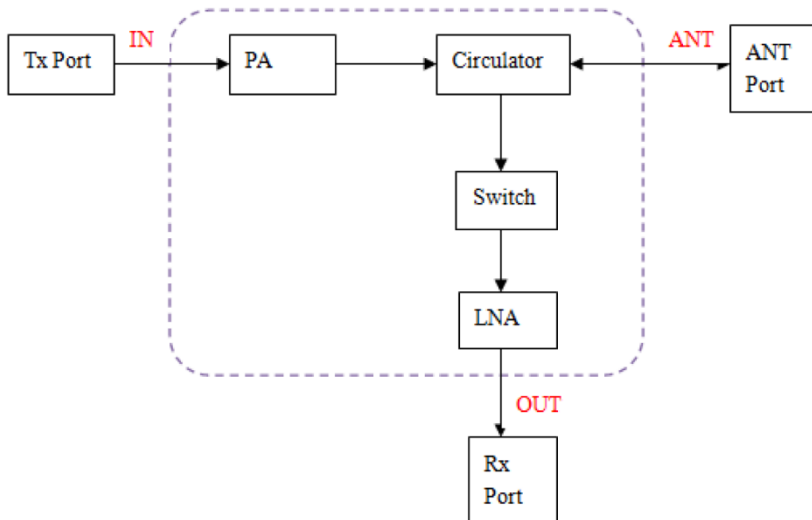 IN
ANT
Tx Port
PA
Circulator
ANT
Port
Switch
LNA
OUT
Rx
Port